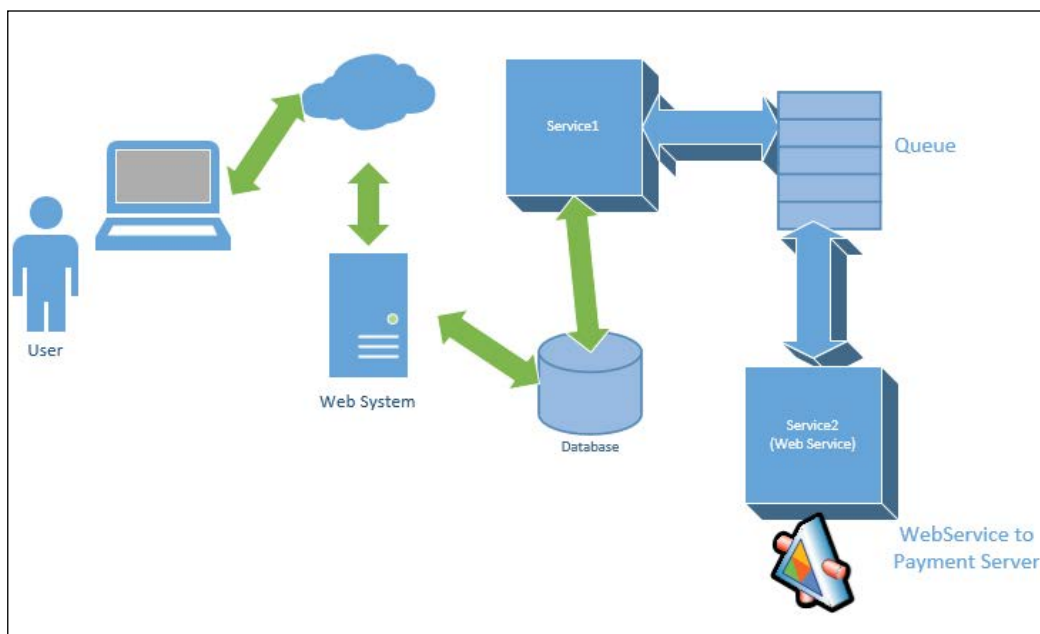 Service1
Queue
User
Web System
Database
Service2
(Web Service)
WebService to
Payment Server